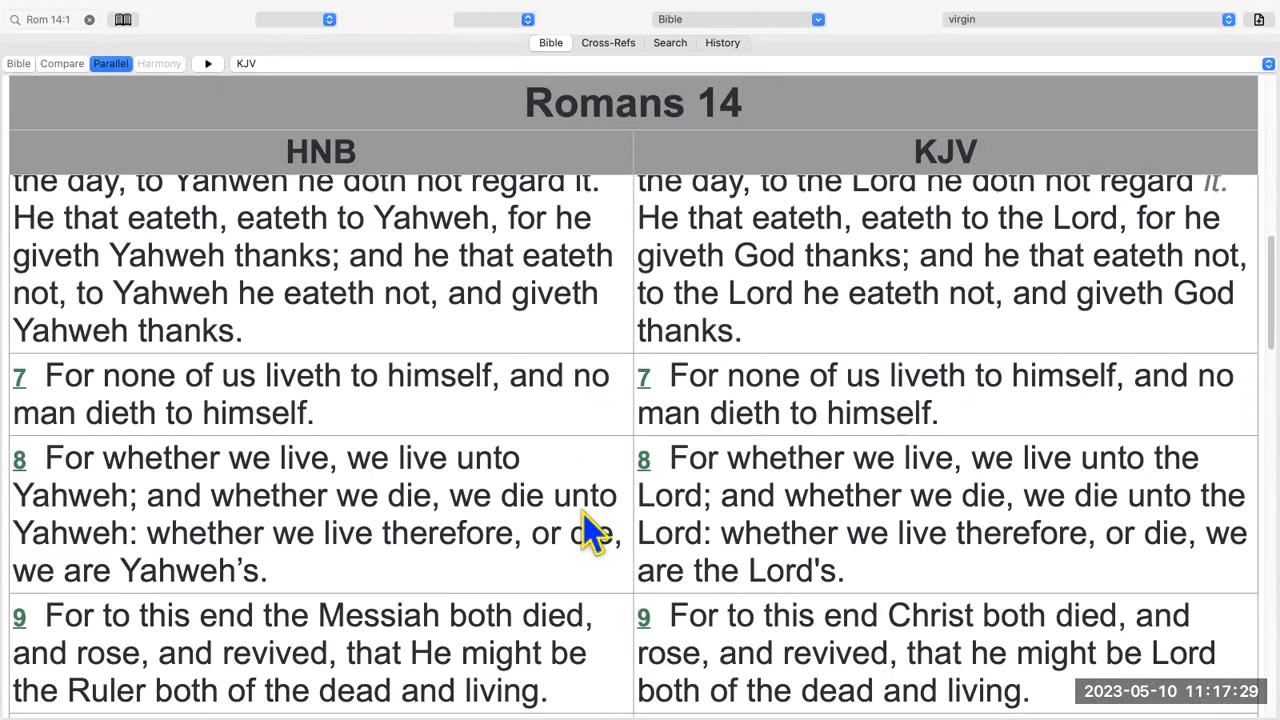 Rom 14:1
Bible
virgin
Bible
Cross-Refs
Search
History
Bible
Compare
Parallel
Harmony
KJV
Romans 14
HNB
the day, to Yahweh he doth not regard it.
He that eateth, eateth to Yahweh, for he
giveth Yahweh thanks; and he that eateth
not, to Yahweh he eateth not, and giveth
Yahweh thanks.
7 For none of us liveth to himself, and no
man dieth to himself.
8 For whether we live, we live unto
Yahweh; and whether we die, we die unto
Yahweh: whether we live therefore, or die,
we are Yahweh’s.
9 For to this end the Messiah both died,
and rose, and revived, that He might be
the Ruler both of the dead and living.
KJV
the day, to the Lord he doth not regard it.
He that eateth, eateth to the Lord, for he
giveth God thanks; and he that eateth not,
to the Lord he eateth not, and giveth God
thanks.
7 For none of us liveth to himself, and no
man dieth to himself.
8 For whether we live, we live unto the
Lord; and whether we die, we die unto the
Lord: whether we live therefore, or die, we
are the Lord's.
9 For to this end Christ both died, and
rose, and revived, that he might be Lord
both of the dead and living.
2023-05-10 11:17:29